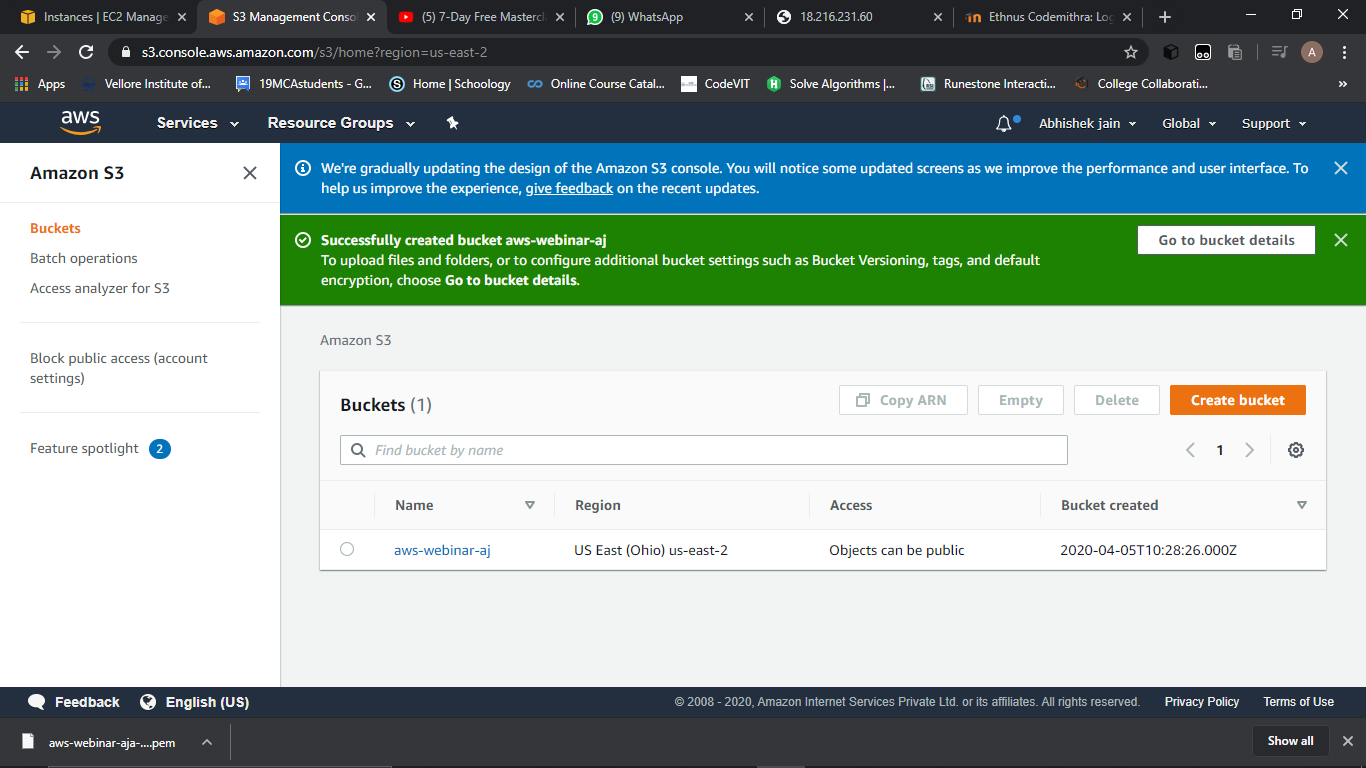 Instances | EC2 Manage
S3 Management Conso
(5) 7-Day Free Mastercl
(9) WhatsApp
18.216.231.60
Ethnus Codemithra: Log
s3.console.aws.amazon.com/s3/home?region=us-east-2
A
Apps
Vellore Institute of...
19MCAstudents - G...
Home | Schoology
Online Course Catal...
CodeVIT
Solve Algorithms |...
Runestone Interacti...
College Collaborati...
»
aws
Services
Resource Groups
Abhishek jain
Global
Support
Amazon S3
Buckets
Batch operations
Access analyzer for S3
Block public access (account
settings)
Feature spotlight 2
We're gradually updating the design of the Amazon S3 console. You will notice some updated screens as we improve the performance and user interface. To
help us improve the experience, give feedback on the recent updates.
Successfully created bucket aws-webinar-aj
To upload files and folders, or to configure additional bucket settings such as Bucket Versioning, tags, and default
encryption, choose Go to bucket details.
Go to bucket details
Amazon S3
Buckets (1)
Copy ARN
Empty
Delete
Create bucket
Find bucket by name
1
Name
Region
Access
Bucket created
aws-webinar-aj
US East (Ohio) us-east-2
Objects can be public
2020-04-05T10:28:26.000Z
Feedback
English (US)
© 2008 - 2020, Amazon Internet Services Private Ltd. or its affiliates. All rights reserved.
Privacy Policy
Terms of Use
aws-webinar-aja-....pem
Show all